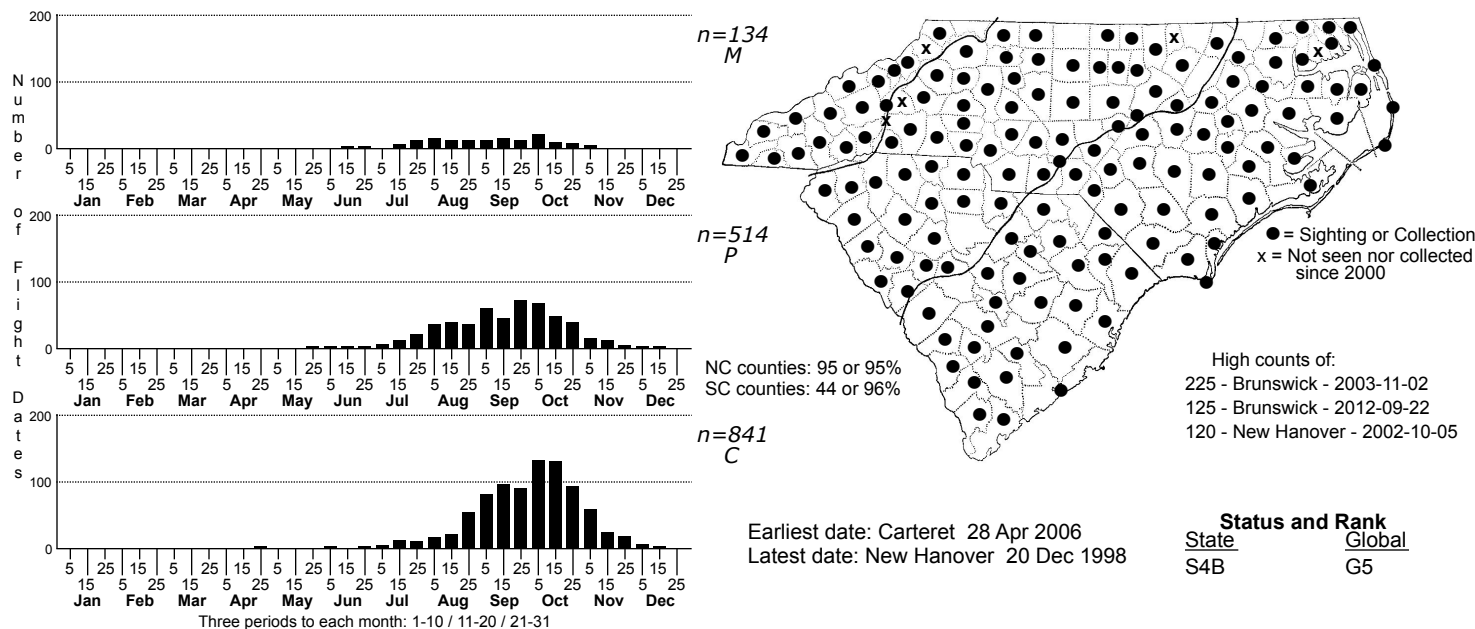 200
100
0
5 15 25 5 15 25 5 15 25 5 15 25 5 15 25 5 15 25 5 15 25 5 15 25 5 15 25 5 15 25 5 15 25 5 15 25
Jan Feb Mar Apr May Jun Jul Aug Sep Oct Nov Dec
n=134
M
200
100
0
5 15 25 5 15 25 5 15 25 5 15 25 5 15 25 5 15 25 5 15 25 5 15 25 5 15 25 5 15 25 5 15 25 5 15 25
Jan Feb Mar Apr May Jun Jul Aug Sep Oct Nov Dec
n=514
P
200
100
0
5 15 25 5 15 25 5 15 25 5 15 25 5 15 25 5 15 25 5 15 25 5 15 25 5 15 25 5 15 25 5 15 25 5 15 25
Jan Feb Mar Apr May Jun Jul Aug Sep Oct Nov Dec
n=841
C
Number of Flight Dates
Three periods to each month: 1-10 / 11-20 / 21-31
x
x
x
x
x
= Sighting or Collection
x = Not seen nor collected
since 2000
NC counties: 95 or 95%
SC counties: 44 or 96%
High counts of:
225 - Brunswick - 2003-11-02
125 - Brunswick - 2012-09-22
120 - New Hanover - 2002-10-05
Earliest date: Carteret 28 Apr 2006
Latest date: New Hanover 20 Dec 1998
Status and Rank
State Global
S4B G5